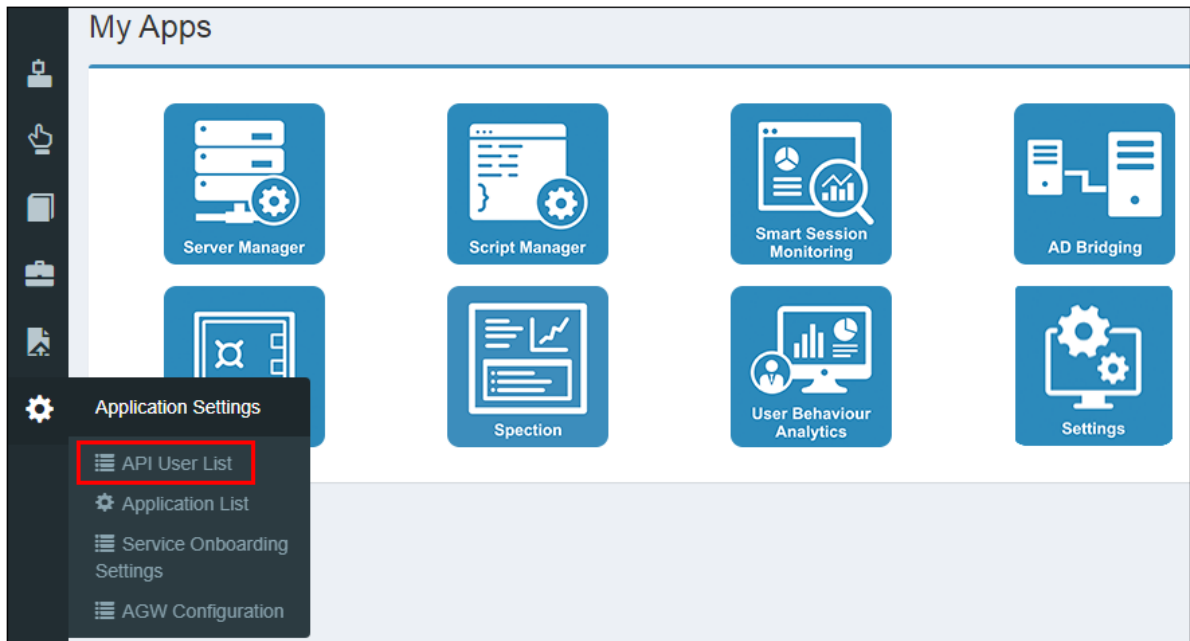 My Apps
Server Manager
Script Manager
Smart Session
Monitoring
AD Bridging
Spection
User Behaviour
Analytics
Settings
Application Settings
API User List
Application List
Service Onboarding
Settings
AGW Configuration